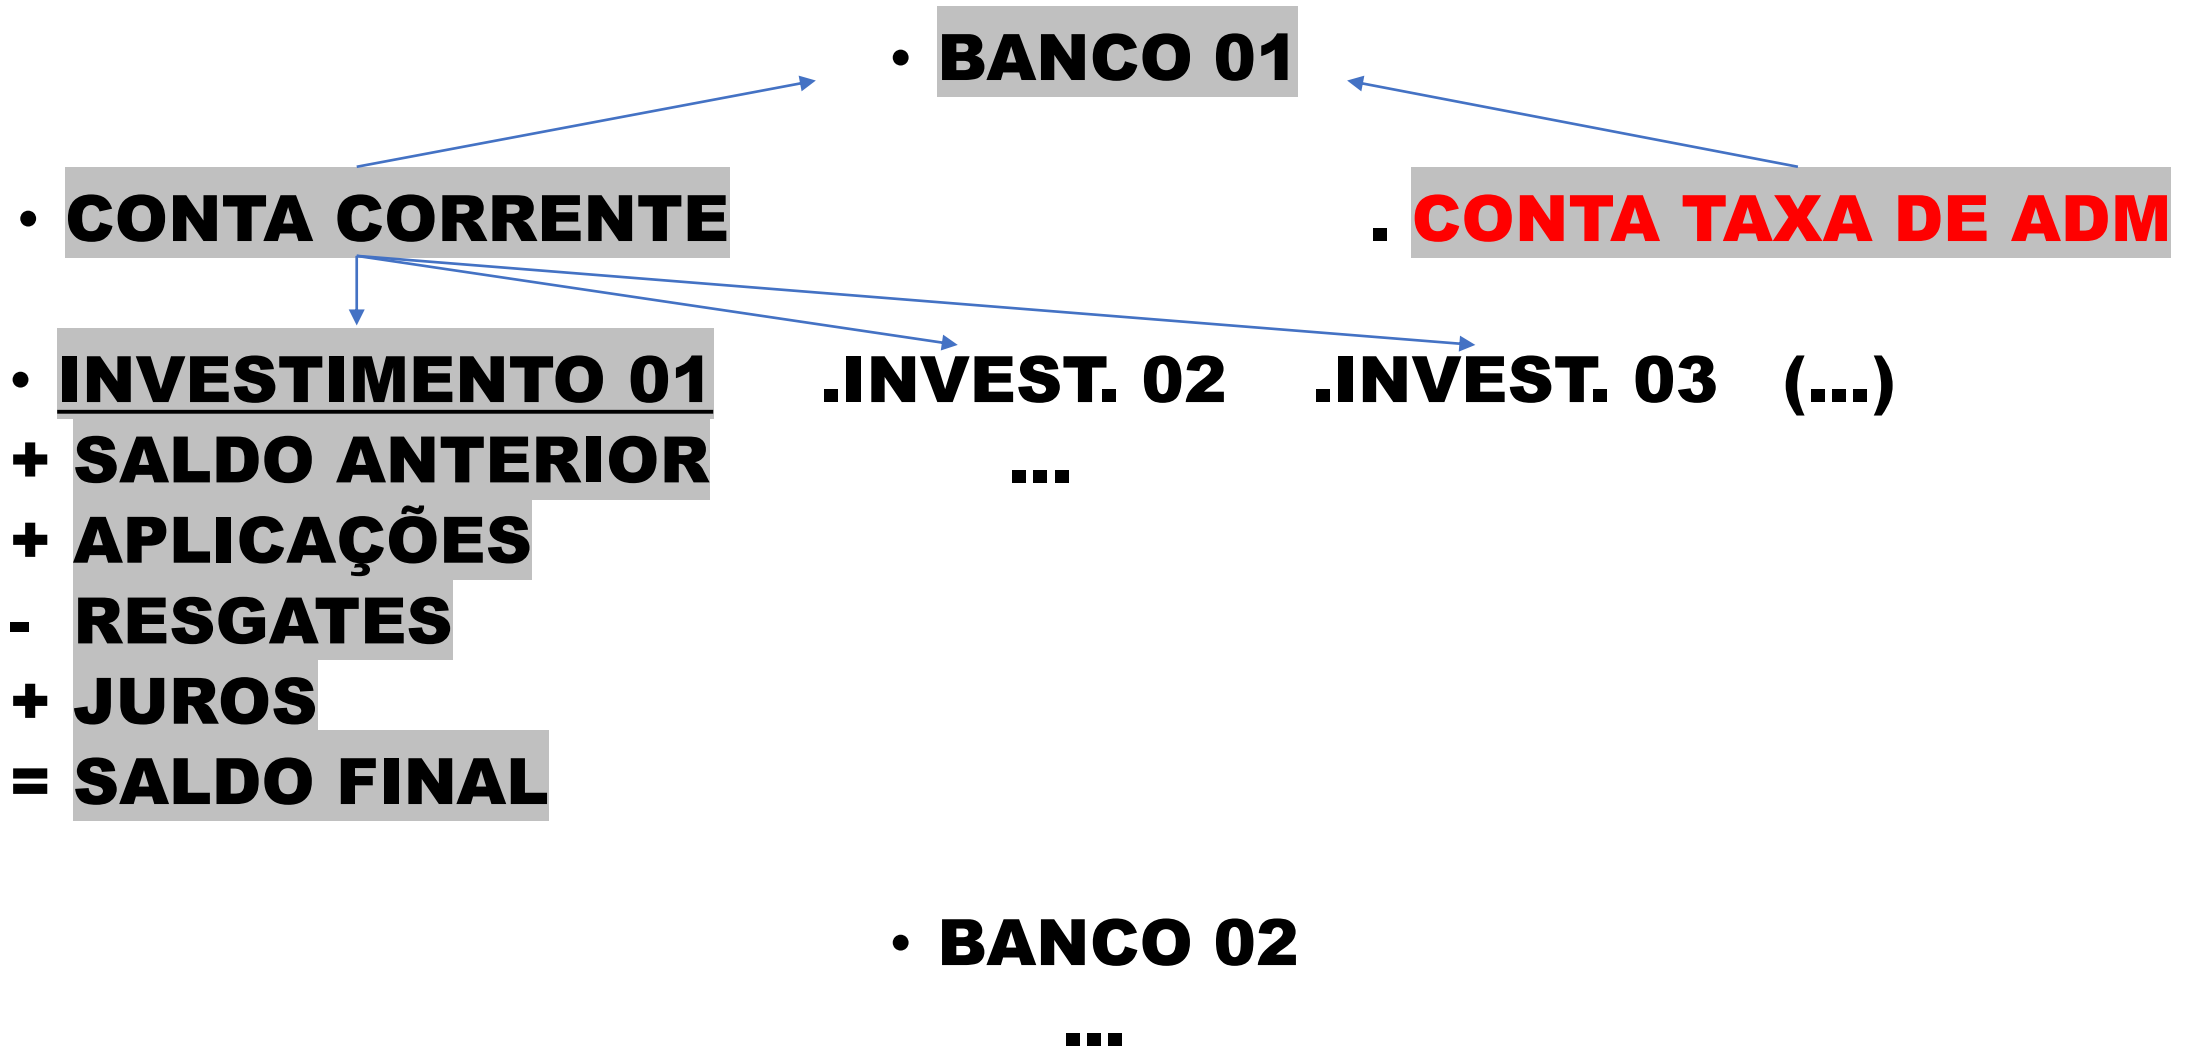 • BANCO 01
• CONTA CORRENTE . CONTA TAXA DE ADM
• INVESTIMENTO 01 .INVEST. 02 .INVEST. 03 (...)
+ SALDO ANTERIOR ...
+ APLICAÇÕES
- RESGATES
+ JUROS
= SALDO FINAL
• BANCO 02
...